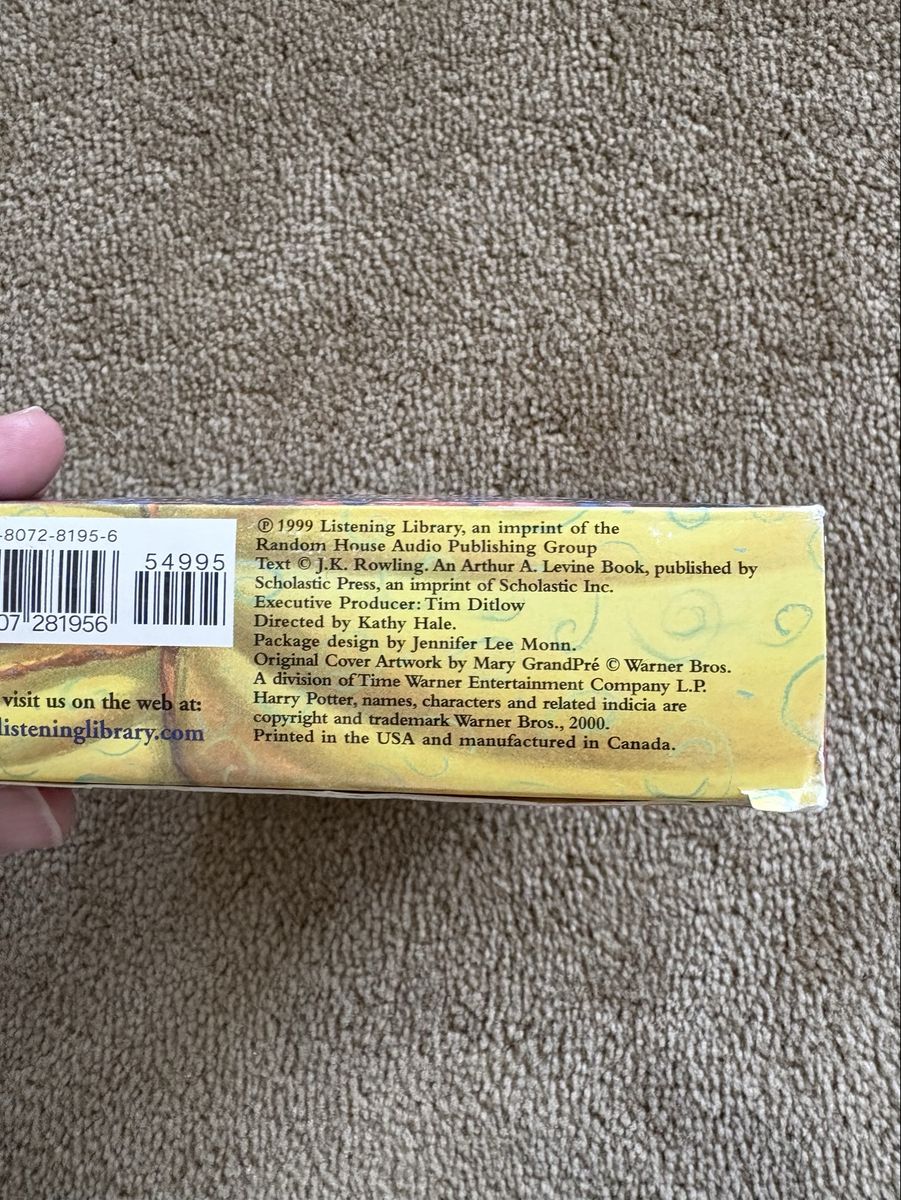 -8072-8195-6
54995
07 281956
visit us on the web at:
listeninglibrary.com
℗ 1999 Listening Library, an imprint of the
Random House Audio Publishing Group
Text © J.K. Rowling. An Arthur A. Levine Book, published by
Scholastic Press, an imprint of Scholastic Inc.
Executive Producer: Tim Ditlow
Directed by Kathy Hale.
Package design by Jennifer Lee Monn.
Original Cover Artwork by Mary GrandPré © Warner Bros.
A division of Time Warner Entertainment Company L.P.
Harry Potter, names, characters and related indicia are
copyright and trademark Warner Bros., 2000.
Printed in the USA and manufactured in Canada.